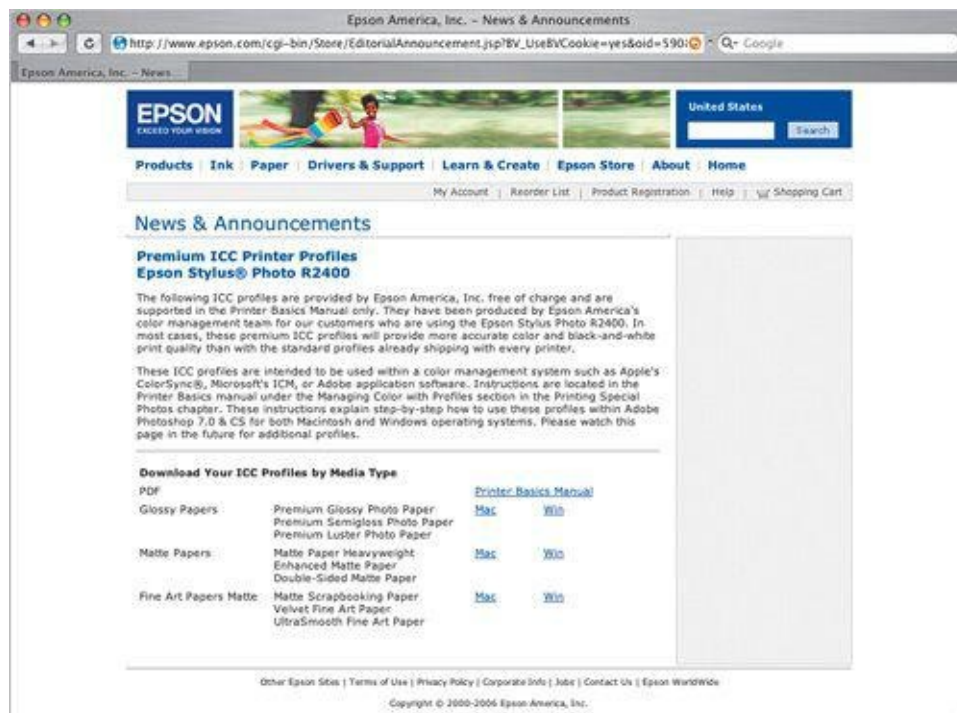 Epson America, Inc. – News & Announcements
http://www.epson.com/cgi-bin/Store/EditorialAnnouncement.jsp?BV_UseBVCookie=yes&oid=590
Google
Epson America, Inc. – News
EPSON
EXCEED YOUR VISION
United States
Search
Products | Ink | Paper | Drivers & Support | Learn & Create | Epson Store | About | Home
My Account | Reorder List | Product Registration | Help | Shopping Cart
News & Announcements
Premium ICC Printer Profiles
Epson Stylus® Photo R2400
The following ICC profiles are provided by Epson America, Inc. free of charge and are
supported in the Printer Basics Manual only. They have been produced by Epson America's
color management team for our customers who are using the Epson Stylus Photo R2400. In
most cases, these premium ICC profiles will provide more accurate color and black-and-white
print quality than with the standard profiles already shipping with every printer.
These ICC profiles are intended to be used within a color management system such as Apple's
ColorSync®, Microsoft's ICM, or Adobe application software. Instructions are located in the
Printer Basics manual under the Managing Color with Profiles section in the Printing Special
Photos chapter. These instructions explain step-by-step how to use these profiles within Adobe
Photoshop 7.0 & CS for both Macintosh and Windows operating systems. Please watch this
page in the future for additional profiles.
Download Your ICC Profiles by Media Type
PDF Printer Basics Manual
Glossy Papers Premium Glossy Photo Paper Mac Win
Premium Semigloss Photo Paper
Premium Luster Photo Paper
Matte Papers Matte Paper Heavyweight Mac Win
Enhanced Matte Paper
Double-Sided Matte Paper
Fine Art Papers Matte Matte Scrapbooking Paper Mac Win
Velvet Fine Art Paper
UltraSmooth Fine Art Paper
Other Epson Sites | Terms of Use | Privacy Policy | Corporate Info | Jobs | Contact Us | Epson WorldWide
Copyright © 2000-2006 Epson America, Inc.